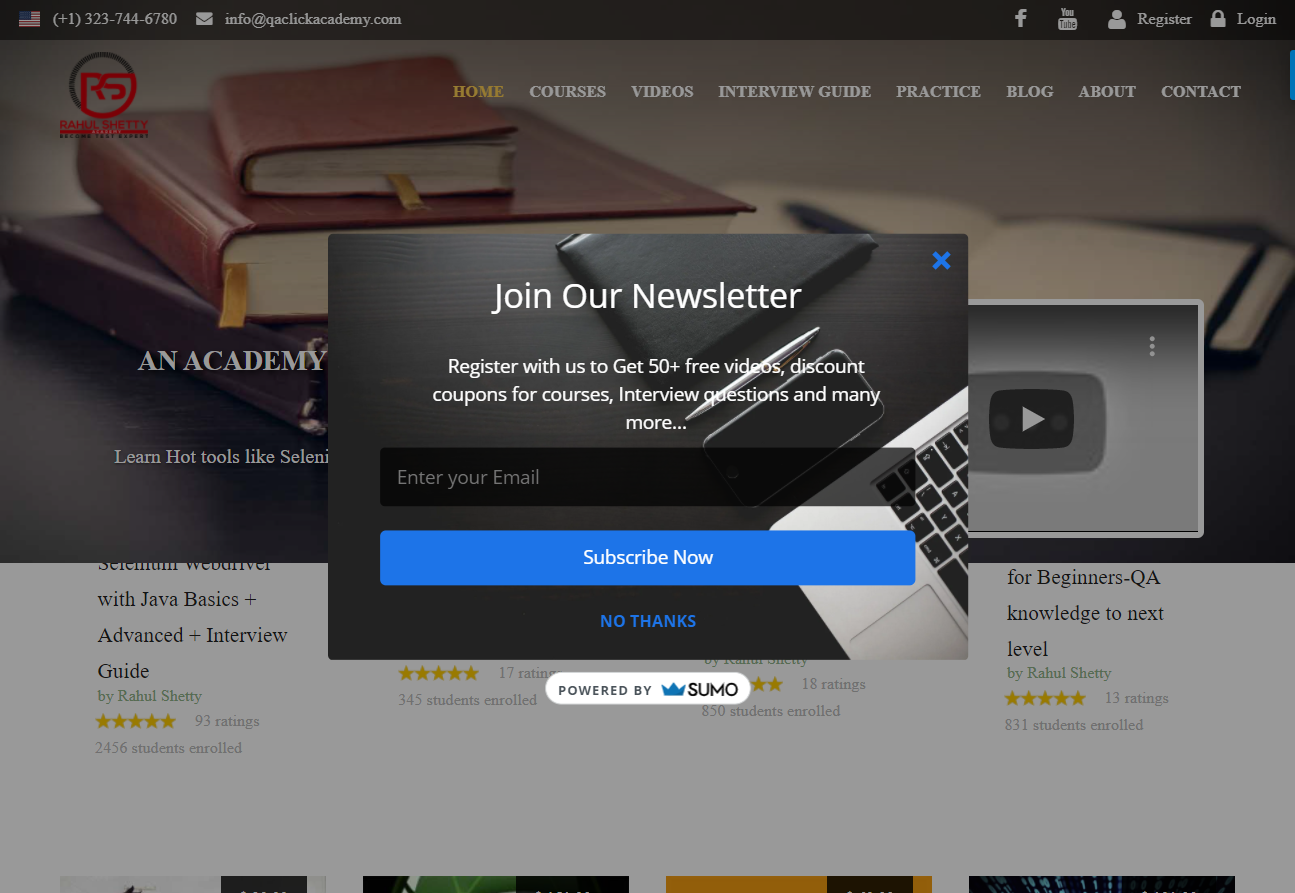 (+1) 323-744-6780 info@qaclickacademy.com You Tube Register Login
RS
RAHUL SHETTY
ACADEMY
HOME COURSES VIDEOS INTERVIEW GUIDE PRACTICE BLOG ABOUT CONTACT
AN ACADEMY
Learn Hot tools like Seleni
Join Our Newsletter
Register with us to Get 50+ free videos, discount
coupons for courses, Interview questions and many
more...
Enter your Email
Subscribe Now
NO THANKS
POWERED BY SUMO
Selenium Webdriver
with Java Basics +
Advanced + Interview
Guide
by Rahul Shetty
93 ratings
2456 students enrolled
17 ratings
345 students enrolled
by Rahul Shetty
18 ratings
850 students enrolled
for Beginners-QA
knowledge to next
level
by Rahul Shetty
13 ratings
831 students enrolled